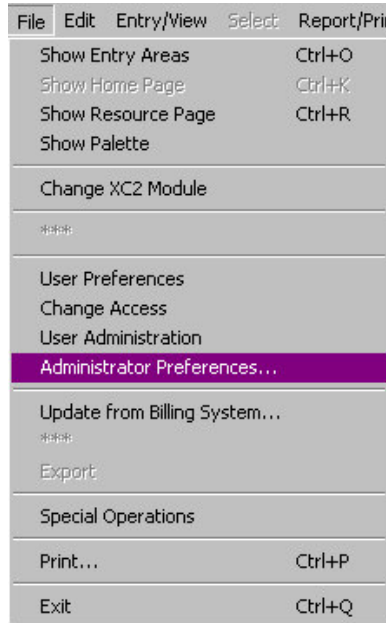 File Edit Entry/View Select Report/Pri
Show Entry Areas Ctrl+O
Show Home Page Ctrl+K
Show Resource Page Ctrl+R
Show Palette
Change XC2 Module
***
User Preferences
Change Access
User Administration
Administrator Preferences...
Update from Billing System...
***
Export
Special Operations
Print... Ctrl+P
Exit Ctrl+Q